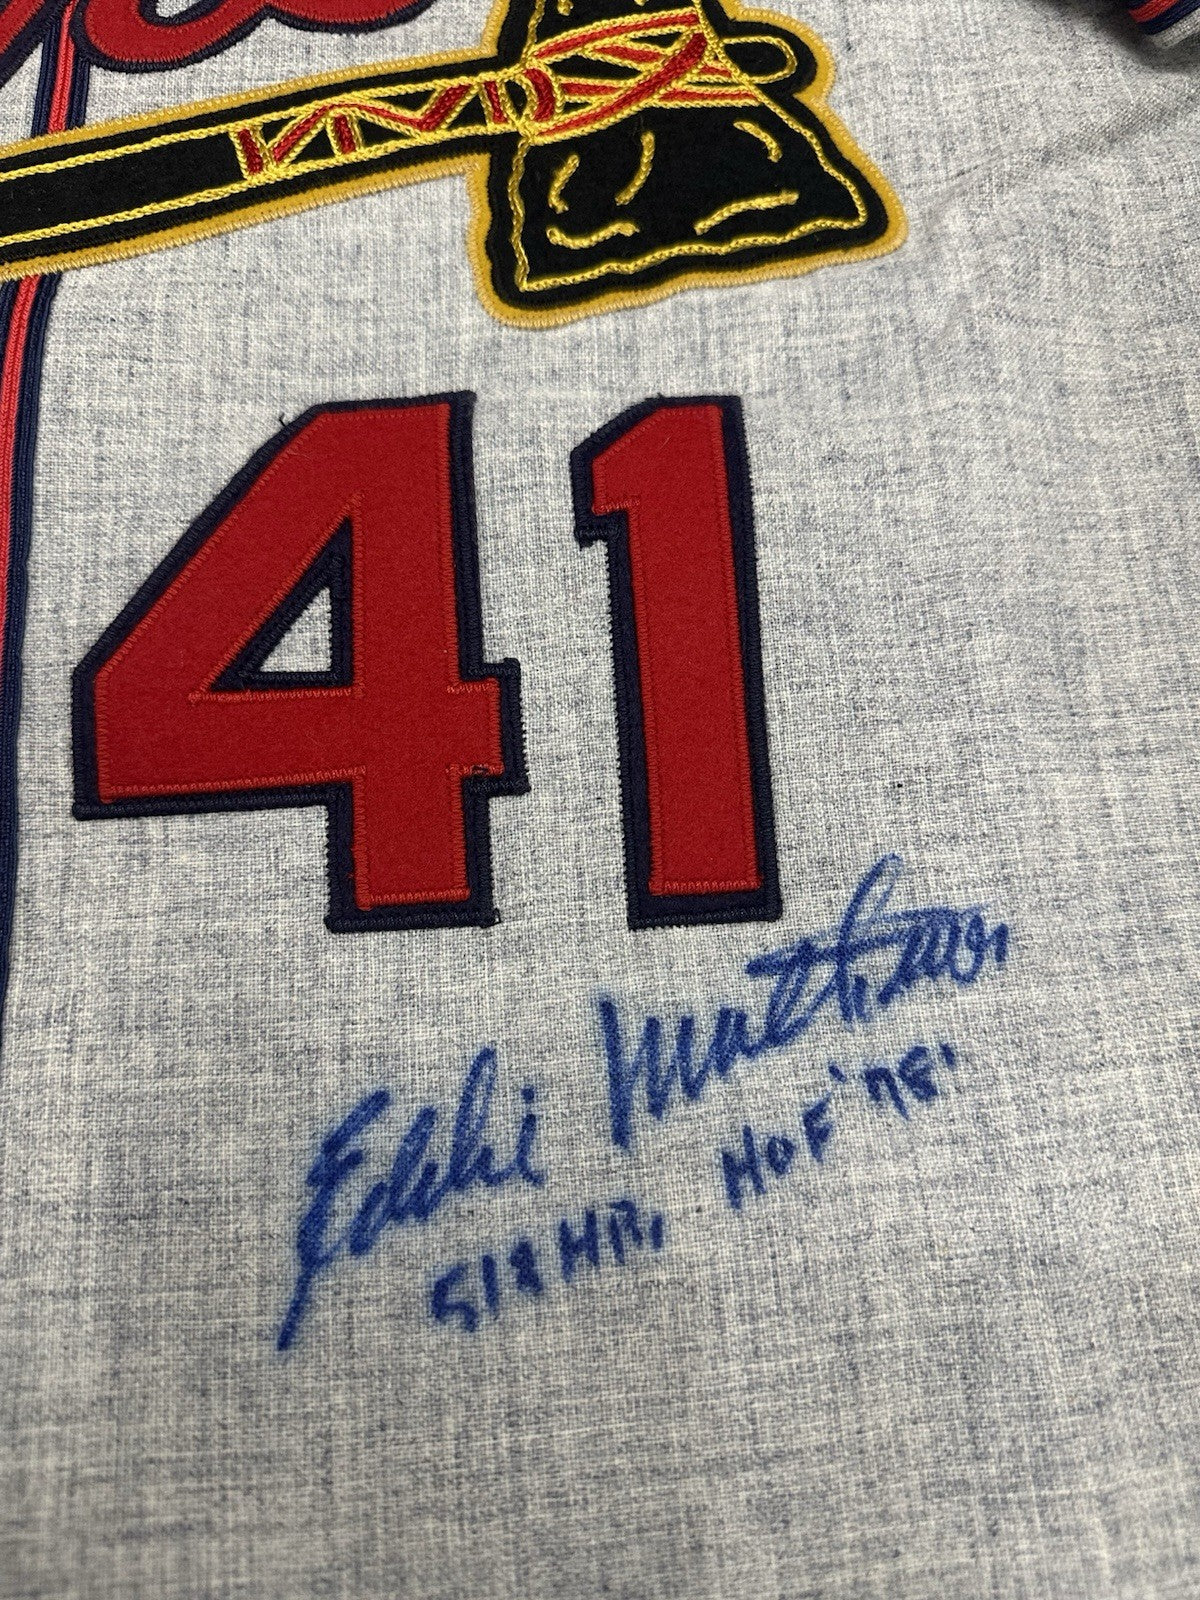 41
Eddie Mathews
512 HR, HOF '78'